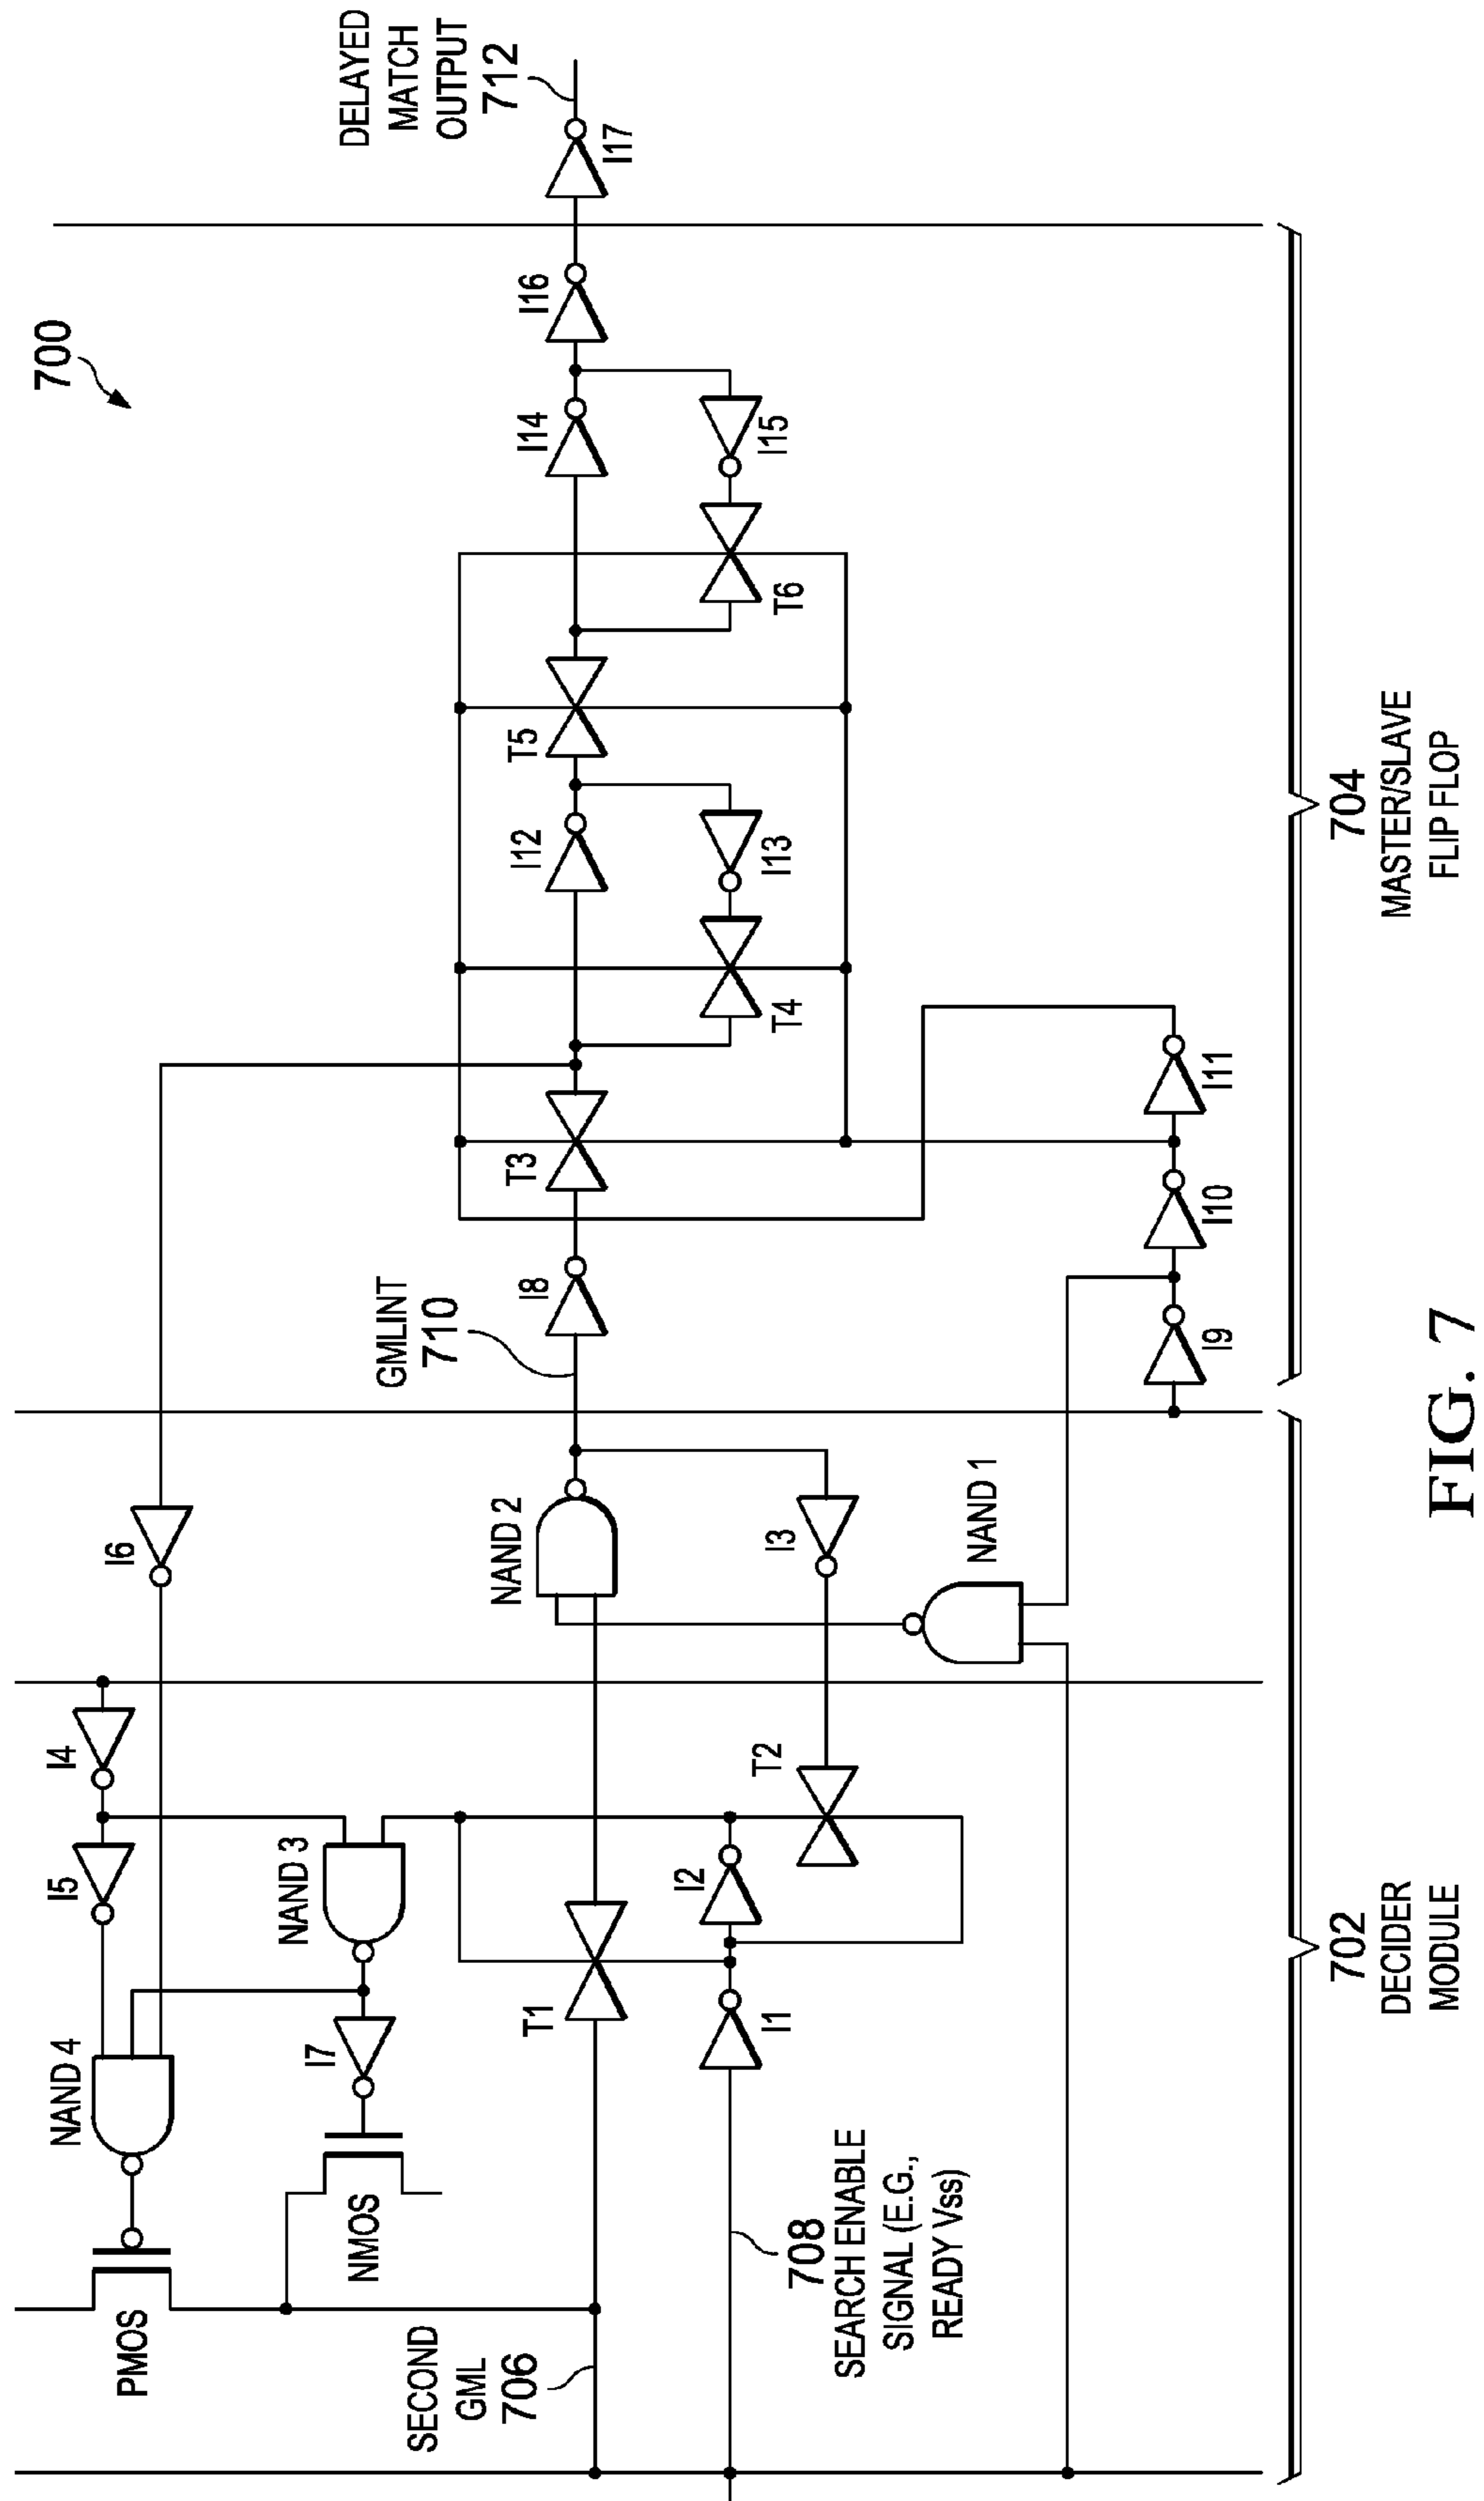 700
DELAYED
MATCH
OUTPUT
712
PMOS
NAND 4
I5
I4
I6
NMOS
I7
NAND 3
SECOND
GML
706
T1
NAND 2
GMLINT
710
I8
T3
I12
T5
I14
I16
I17
I1
I2
T2
I3
T4
I13
T6
I15
708
SEARCH ENABLE
SIGNAL (E.G.,
READY Vss)
NAND 1
I9
I10
I11
702
DECIDER
MODULE
704
MASTER/SLAVE
FLIP FLOP
FIG. 7